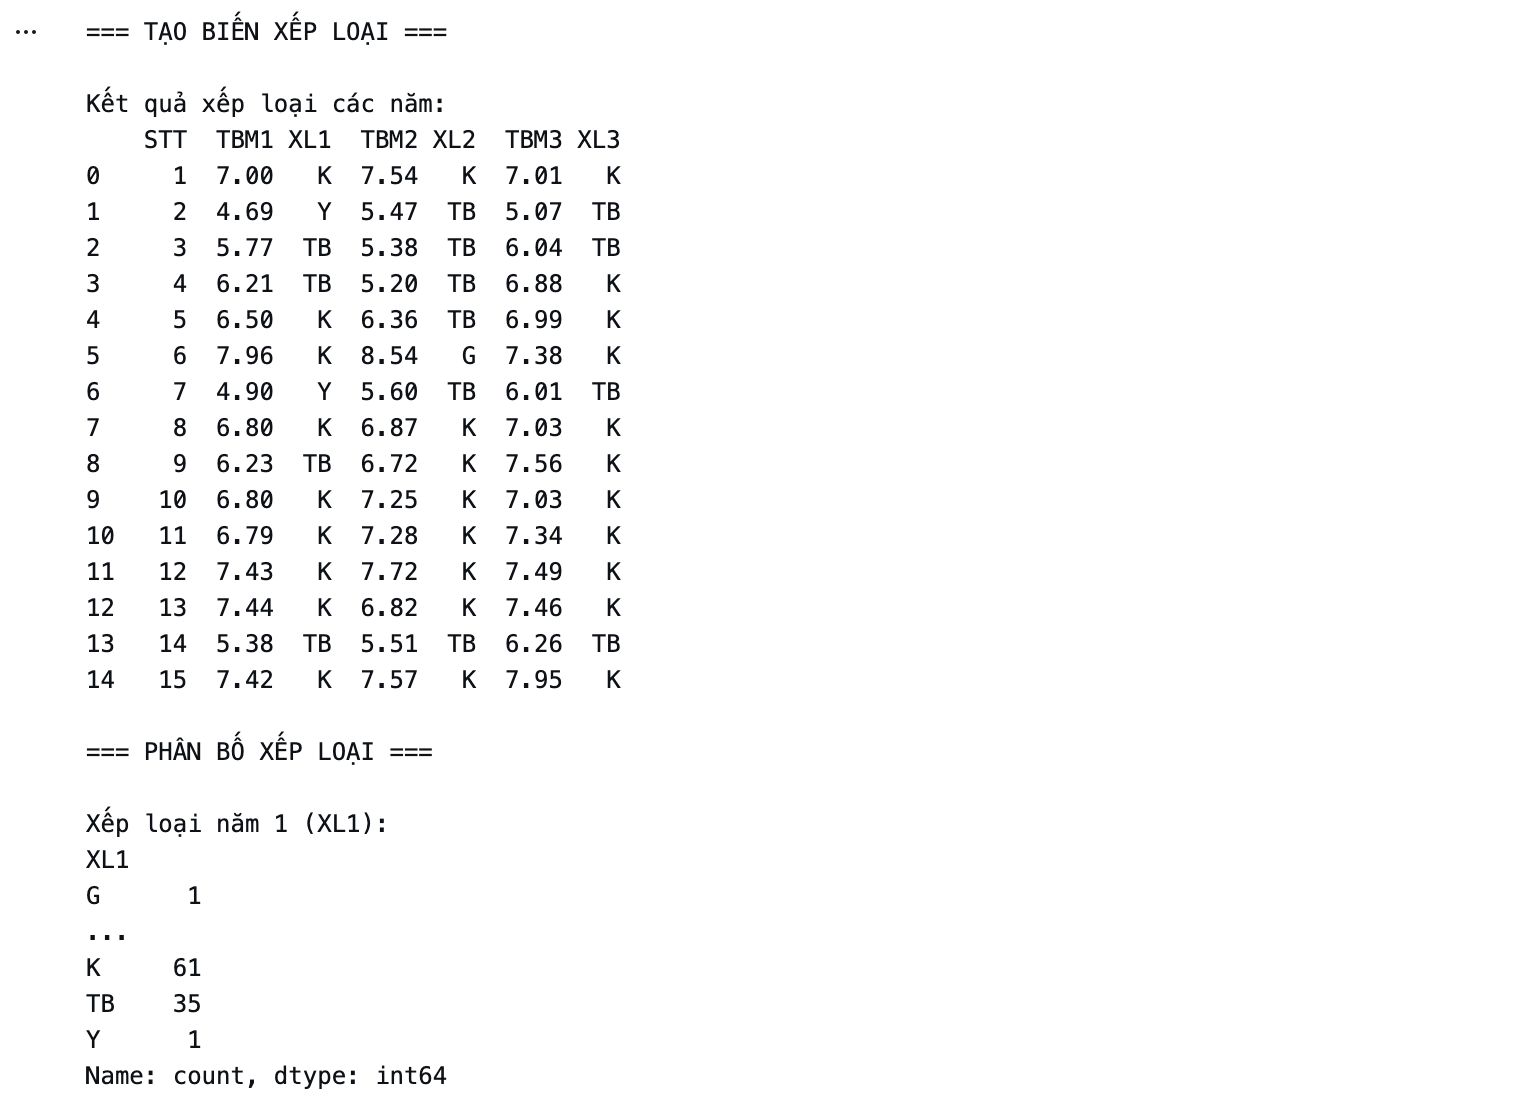 ...
=== TẠO BIẾN XẾP LOẠI ===
Kết quả xếp loại các năm:
STT TBM1 XL1 TBM2 XL2 TBM3 XL3
0 1 7.00 K 7.54 K 7.01 K
1 2 4.69 Y 5.47 TB 5.07 TB
2 3 5.77 TB 5.38 TB 6.04 TB
3 4 6.21 TB 5.20 TB 6.88 K
4 5 6.50 K 6.36 TB 6.99 K
5 6 7.96 K 8.54 G 7.38 K
6 7 4.90 Y 5.60 TB 6.01 TB
7 8 6.80 K 6.87 K 7.03 K
8 9 6.23 TB 6.72 K 7.56 K
9 10 6.80 K 7.25 K 7.03 K
10 11 6.79 K 7.28 K 7.34 K
11 12 7.43 K 7.72 K 7.49 K
12 13 7.44 K 6.82 K 7.46 K
13 14 5.38 TB 5.51 TB 6.26 TB
14 15 7.42 K 7.57 K 7.95 K
=== PHÂN BỐ XẾP LOẠI ===
Xếp loại năm 1 (XL1):
XL1
G 1
...
K 61
TB 35
Y 1
Name: count, dtype: int64